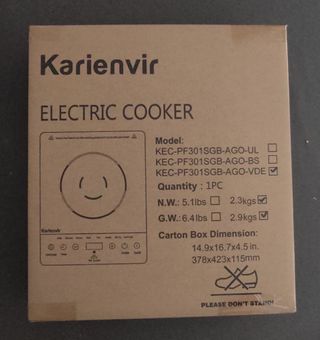 Karienvir
ELECTRIC COOKER
Model:
KEC-PF301SGB-AGO-UL
KEC-PF301SGB-AGO-BS
KEC-PF301SGB-AGO-VDE
Quantity : 1PC
N.W.: 5.1lbs 2.3kgs
G.W.: 6.4lbs 2.9kgs
Carton Box Dimension:
14.9x16.7x4.5 in.
378x423x115mm
Karienvir
PLEASE DON'T STAND!